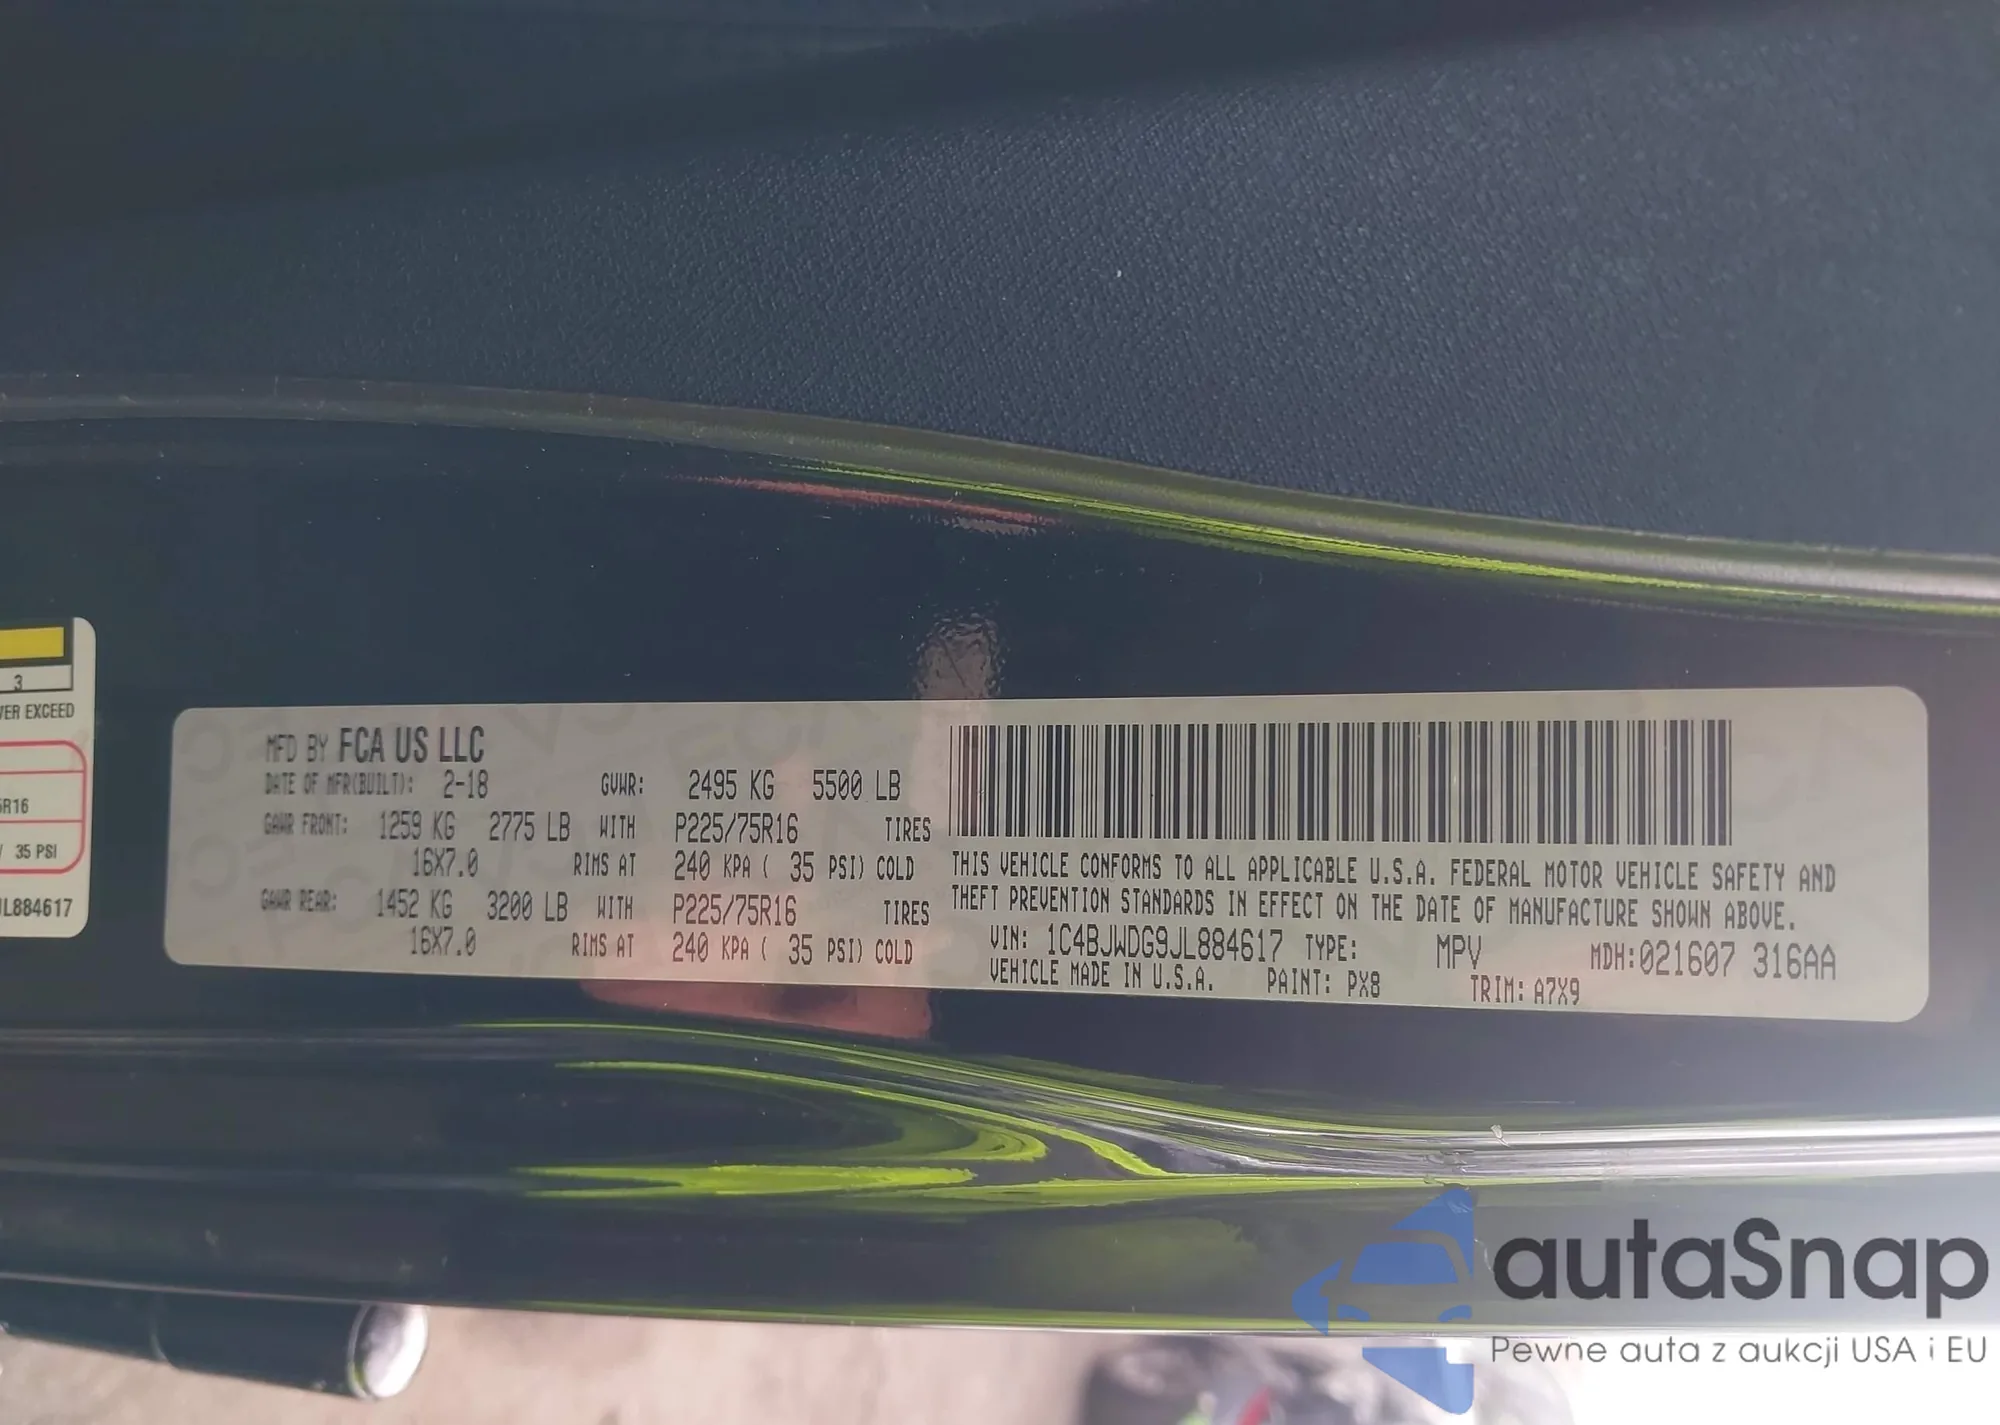 3
VER EXCEED
5R16
/ 35 PSI
JL884617
MFD BY FCA US LLC
DATE OF MFR(BUILT): 2-18 GVWR: 2495 KG 5500 LB
GAWR FRONT: 1259 KG 2775 LB WITH P225/75R16 TIRES
16X7.0 RIMS AT 240 KPA ( 35 PSI) COLD
GAWR REAR: 1452 KG 3200 LB WITH P225/75R16 TIRES
16X7.0 RIMS AT 240 KPA ( 35 PSI) COLD
THIS VEHICLE CONFORMS TO ALL APPLICABLE U.S.A. FEDERAL MOTOR VEHICLE SAFETY AND
THEFT PREVENTION STANDARDS IN EFFECT ON THE DATE OF MANUFACTURE SHOWN ABOVE.
VIN: 1C4BJWDG9JL884617 TYPE: MPV MDH:021607 316AA
VEHICLE MADE IN U.S.A. PAINT: PX8 TRIM: A7X9
autaSnap
Pewne auta z aukcji USA i EU